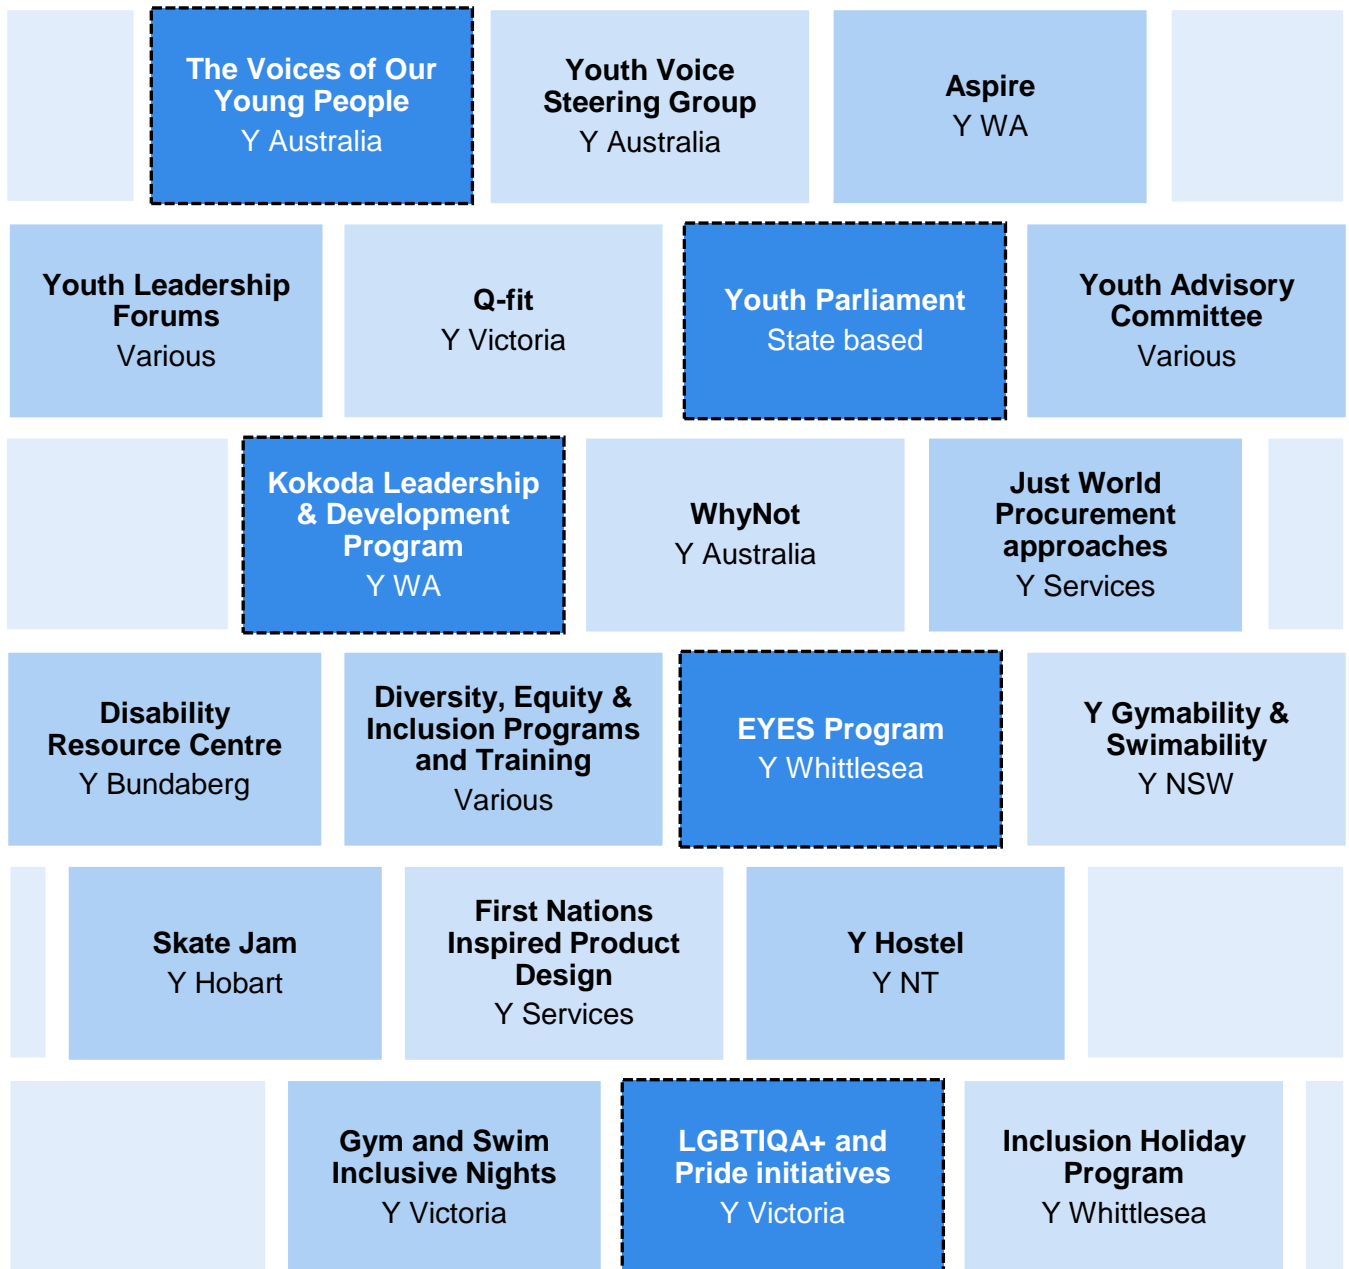 The Voices of Our
Young People
Y Australia
Youth Voice
Steering Group
Y Australia
Aspire
Y WA
Youth Leadership
Forums
Various
Q-fit
Y Victoria
Youth Parliament
State based
Youth Advisory
Committee
Various
Kokoda Leadership
& Development
Program
Y WA
WhyNot
Y Australia
Just World
Procurement
approaches
Y Services
Disability
Resource Centre
Y Bundaberg
Diversity, Equity &
Inclusion Programs
and Training
Various
EYES Program
Y Whittlesea
Y Gymability &
Swimability
Y NSW
Skate Jam
Y Hobart
First Nations
Inspired Product
Design
Y Services
Y Hostel
Y NT
Gym and Swim
Inclusive Nights
Y Victoria
LGBTIQA+ and
Pride initiatives
Y Victoria
Inclusion Holiday
Program
Y Whittlesea